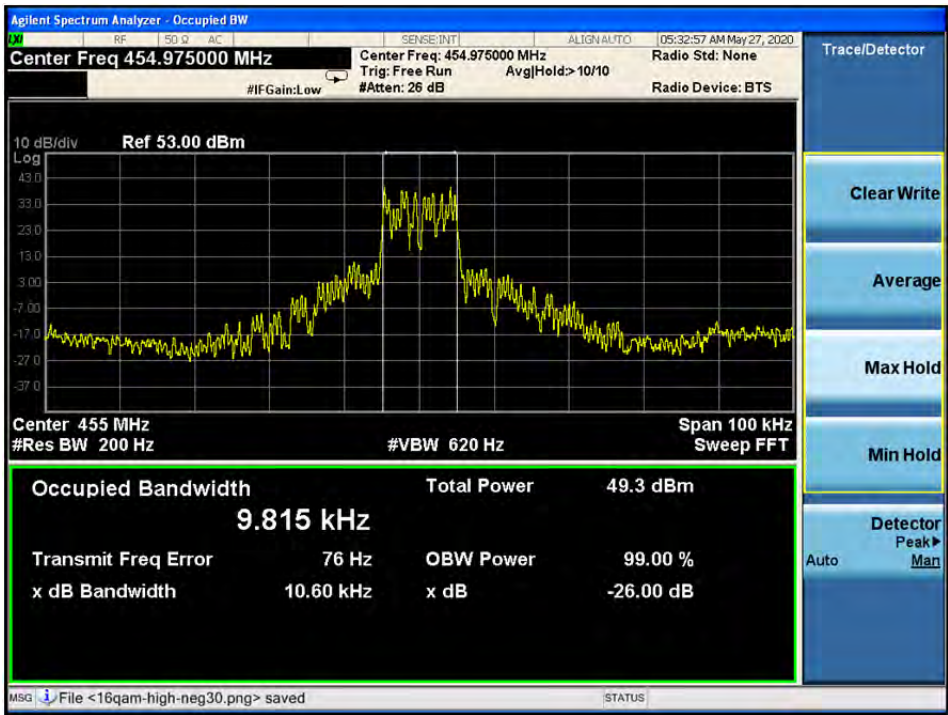 Agilent Spectrum Analyzer - Occupied BW
LXI RF 50 Ω AC SENSE:INT ALIGN AUTO 05:32:57 AM May 27, 2020
Center Freq 454.975000 MHz
Center Freq: 454.975000 MHz Radio Std: None
Trig: Free Run Avg|Hold:>10/10
#IFGain:Low #Atten: 26 dB Radio Device: BTS
Trace/Detector
10 dB/div Ref 53.00 dBm
Log
43.0
33.0
23.0
13.0
3.00
-7.00
-17.0
-27.0
-37.0
Center 455 MHz Span 100 kHz
#Res BW 200 Hz #VBW 620 Hz Sweep FFT
Occupied Bandwidth Total Power 49.3 dBm
9.815 kHz
Transmit Freq Error 76 Hz OBW Power 99.00 %
x dB Bandwidth 10.60 kHz x dB -26.00 dB
Clear Write
Average
Max Hold
Min Hold
Detector
Peak▶
Auto Man
MSG File <16qam-high-neg30.png> saved STATUS